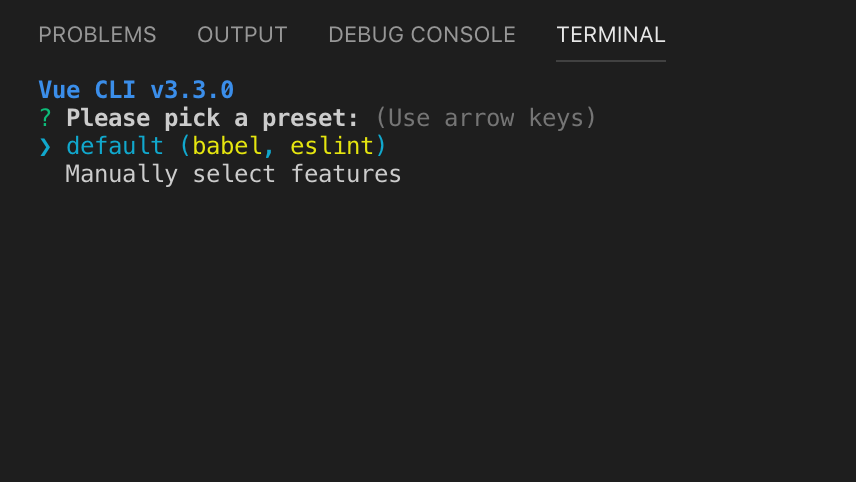 PROBLEMS OUTPUT DEBUG CONSOLE TERMINAL
Vue CLI v3.3.0
? Please pick a preset: (Use arrow keys)
❯ default (babel, eslint)
Manually select features